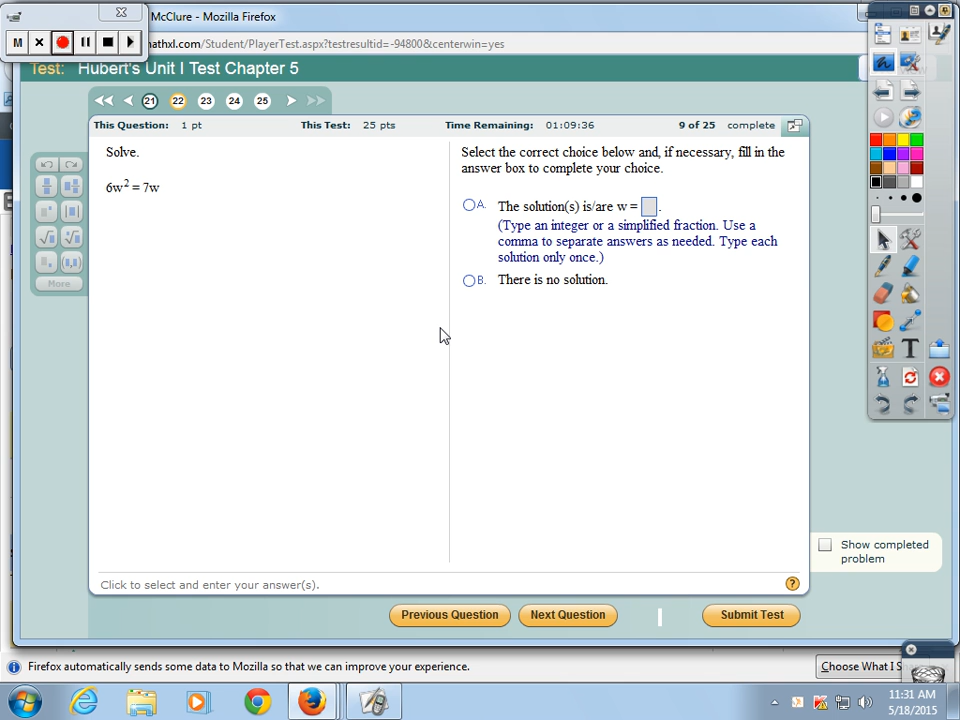 McClure - Mozilla Firefox
M
mathxl.com/Student/PlayerTest.aspx?testresultid=-94800&centerwin=yes
Test: Hubert's Unit I Test Chapter 5
21 22 23 24 25
This Question: 1 pt This Test: 25 pts Time Remaining: 01:09:36 9 of 25 complete
Solve.
6w² = 7w
More
Select the correct choice below and, if necessary, fill in the
answer box to complete your choice.
A. The solution(s) is/are w = .
(Type an integer or a simplified fraction. Use a
comma to separate answers as needed. Type each
solution only once.)
B. There is no solution.
Show completed
problem
Click to select and enter your answer(s).
?
Previous Question Next Question Submit Test
Firefox automatically sends some data to Mozilla so that we can improve your experience.
Choose What I
11:31 AM
5/18/2015